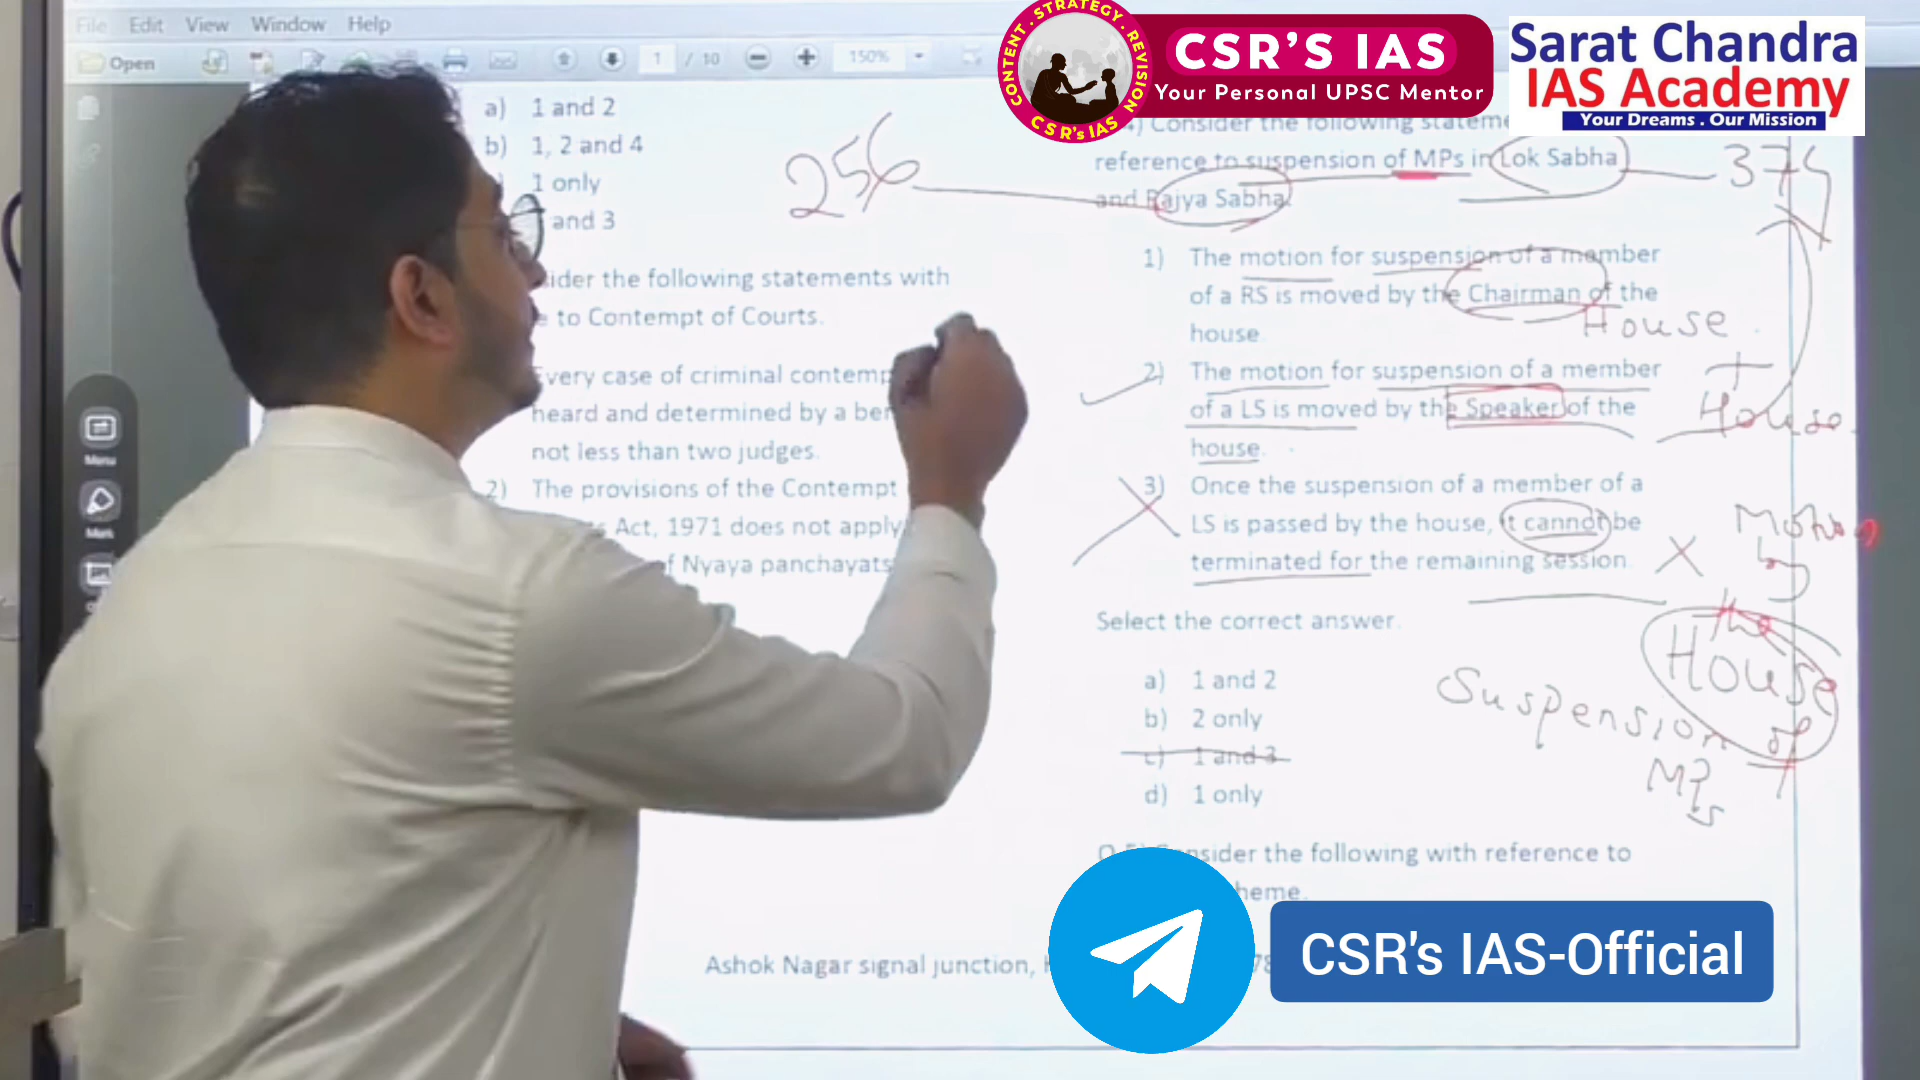 File Edit View Window Help
Open 1 / 10 150%
CONTENT . STRATEGY . REVISION
CSR's IAS
CSR'S IAS
Your Personal UPSC Mentor
Sarat Chandra
IAS Academy
Your Dreams . Our Mission
a) 1 and 2
b) 1, 2 and 4
1 only
and 3
the following statements with
to Contempt of Courts.
Every case of criminal
heard and determined by a
not less than two judges.
2) The provisions of the Contempt
Act, 1971 does not apply
Nyaya panchayats
256
4) Consider the following
reference to suspension of MPs in Lok Sabha
and Rajya Sabha.
374
1) The motion for suspension of a member
of a RS is moved by the Chairman of the
house.
House
2) The motion for suspension of a member
of a LS is moved by the Speaker of the
house.
+
House.
3) Once the suspension of a member of a
LS is passed by the house, it cannot be
terminated for the remaining session.
Motion
by
the
House
Suspension of
MPs
Select the correct answer.
a) 1 and 2
b) 2 only
c) 1 and 3
d) 1 only
the following with reference to
Ashok Nagar signal junction,
CSR's IAS-Official
Menu